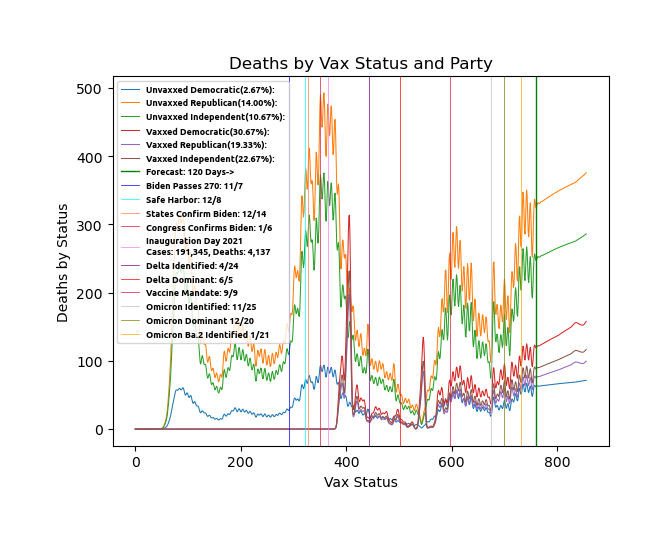 Deaths by Vax Status and Party
500
400
300
200
100
0
Deaths by Status
Unvaxxed Democratic(2.67%):
Unvaxxed Republican(14.00%):
Unvaxxed Independent(10.67%):
Vaxxed Democratic(30.67%):
Vaxxed Republican(19.33%):
Vaxxed Independent(22.67%):
Forecast: 120 Days->
Biden Passes 270: 11/7
Safe Harbor: 12/8
States Confirm Biden: 12/14
Congress Confirms Biden: 1/6
Inauguration Day 2021
Cases: 191,345, Deaths: 4,137
Delta Identified: 4/24
Delta Dominant: 6/5
Vaccine Mandate: 9/9
Omicron Identified: 11/25
Omicron Dominant 12/20
Omicron Ba.2 Identified 1/21
0 200 400 600 800
Vax Status